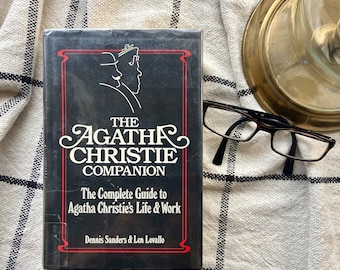 THE
AGATHA
CHRISTIE
COMPANION
The Complete Guide to
Agatha Christie's Life & Work
Dennis Sanders & Len Lovallo